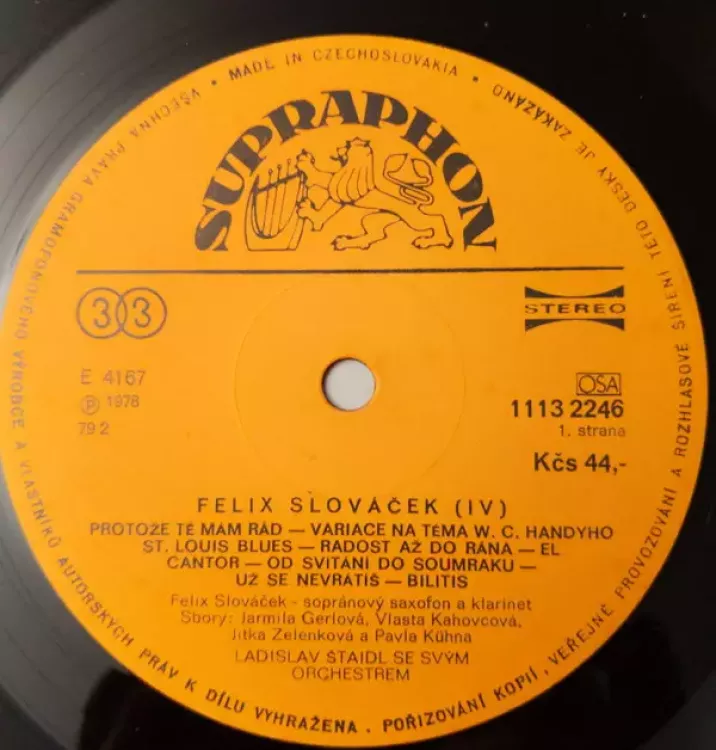 VŠECHNA PRÁVA GRAMOFONOVÉHO VÝROBCE A VLASTNÍKŮ AUTORSKÝCH PRÁV K DÍLU VYHRAŽENA • POŘIZOVÁNÍ KOPIÍ, VEŘEJNÉ PROVOZOVÁNÍ A ROZHLASOVÉ ŠÍŘENÍ TÉTO DESKY JE ZAKÁZÁNO •
• MADE IN CZECHOSLOVAKIA •
SUPRAPHON
33
STEREO
E 4167
Ⓟ 1978
79 2
OSA
1113 2246
1. strana
Kčs 44,-
FELIX SLOVÁČEK (IV)
PROTOŽE TĚ MÁM RÁD — VARIACE NA TÉMA W. C. HANDYHO
ST. LOUIS BLUES — RADOST AŽ DO RÁNA — EL
CANTOR — OD SVÍTÁNÍ DO SOUMRAKU —
UŽ SE NEVRÁTÍŠ — BILITIS
Felix Slováček - sopránový saxofon a klarinet
Sbory: Jarmila Gerlová, Vlasta Kahovcová,
Jitka Zelenková a Pavla Kühna
LADISLAV ŠTAIDL SE SVÝM
ORCHESTREM